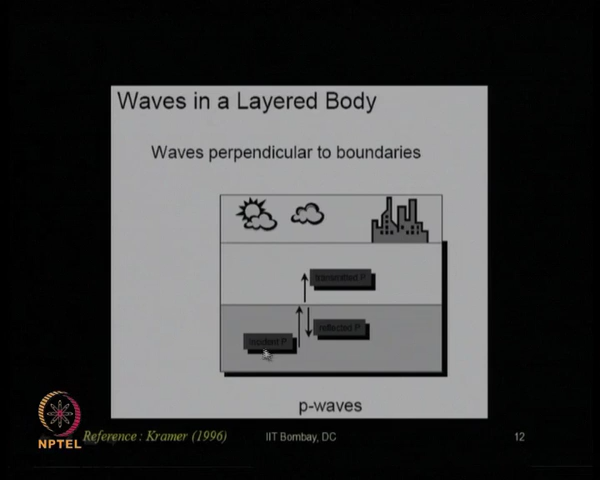 Waves in a Layered Body
Waves perpendicular to boundaries
transmitted P
incident P
reflected P
p-waves
NPTEL
Reference : Kramer (1996)
IIT Bombay, DC
12